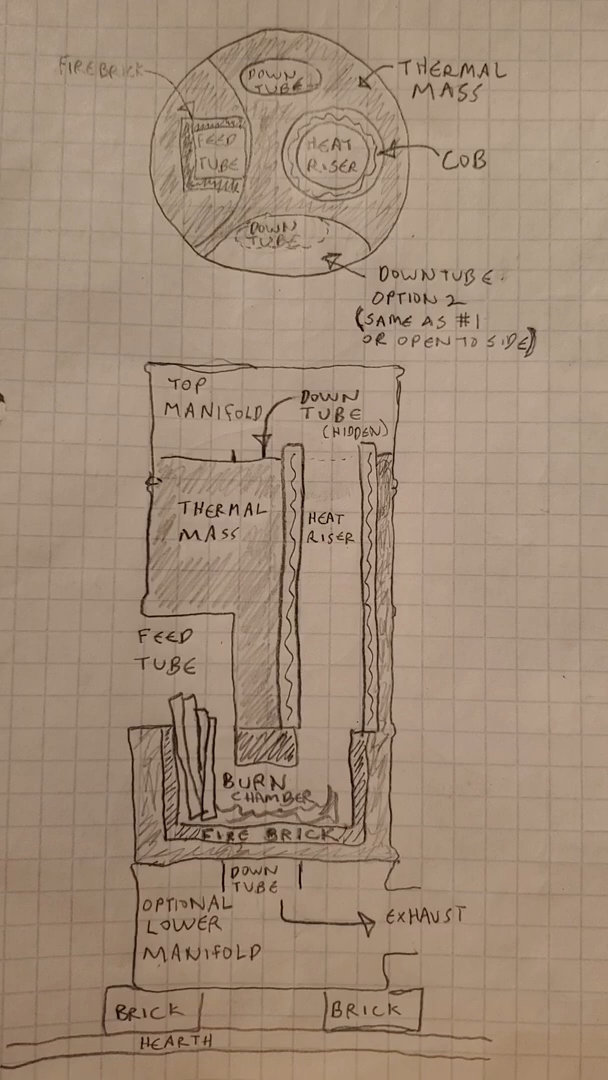 FIREBRICK
DOWN
TUBE
THERMAL
MASS
FEED
TUBE
HEAT
RISER
COB
DOWN
TUBE
DOWNTUBE
OPTION 2
(SAME AS #1
OR OPEN TO SIDE)
TOP
MANIFOLD
DOWN
TUBE
(HIDDEN)
THERMAL
MASS
HEAT
RISER
FEED
TUBE
BURN
CHAMBER
FIRE BRICK
DOWN
TUBE
OPTIONAL
LOWER
MANIFOLD
EXHAUST
BRICK
BRICK
HEARTH